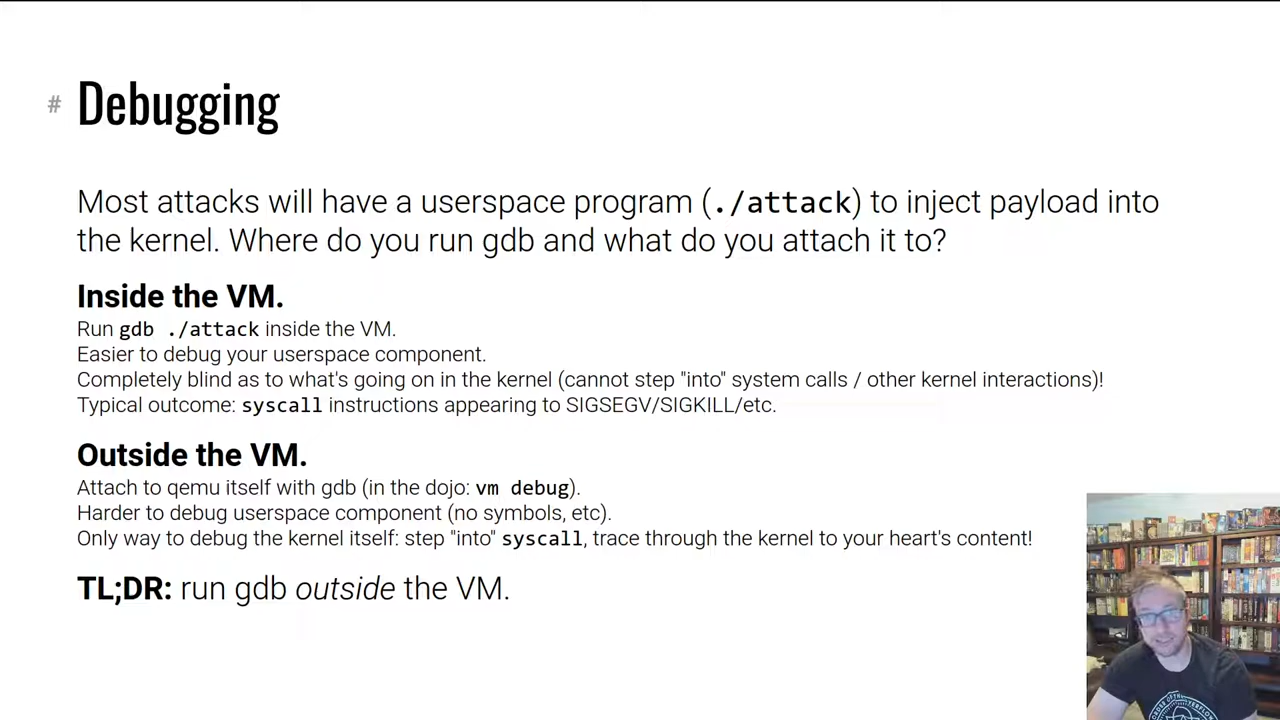 # Debugging
Most attacks will have a userspace program (./attack) to inject payload into
the kernel. Where do you run gdb and what do you attach it to?
Inside the VM.
Run gdb ./attack inside the VM.
Easier to debug your userspace component.
Completely blind as to what's going on in the kernel (cannot step "into" system calls / other kernel interactions)!
Typical outcome: syscall instructions appearing to SIGSEGV/SIGKILL/etc.
Outside the VM.
Attach to qemu itself with gdb (in the dojo: vm debug).
Harder to debug userspace component (no symbols, etc).
Only way to debug the kernel itself: step "into" syscall, trace through the kernel to your heart's content!
TL;DR: run gdb outside the VM.